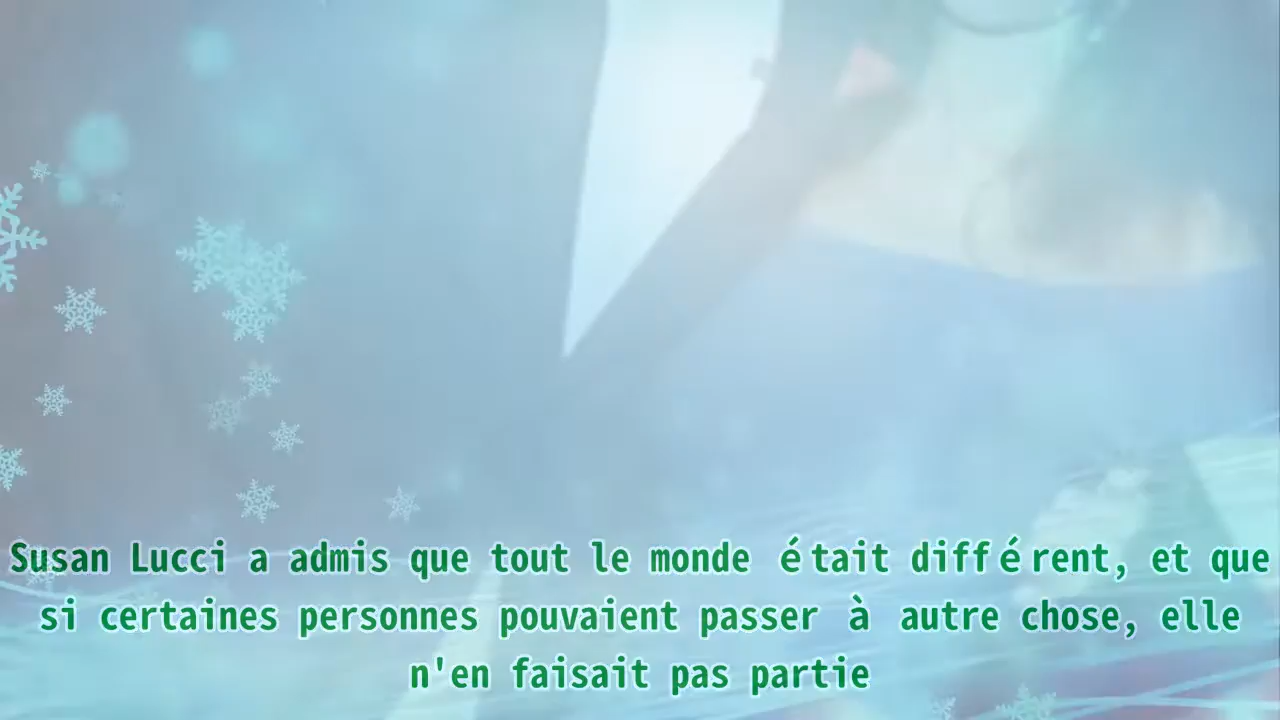 Susan Lucci a admis que tout le monde était différent, et que
si certaines personnes pouvaient passer à autre chose, elle
n'en faisait pas partie